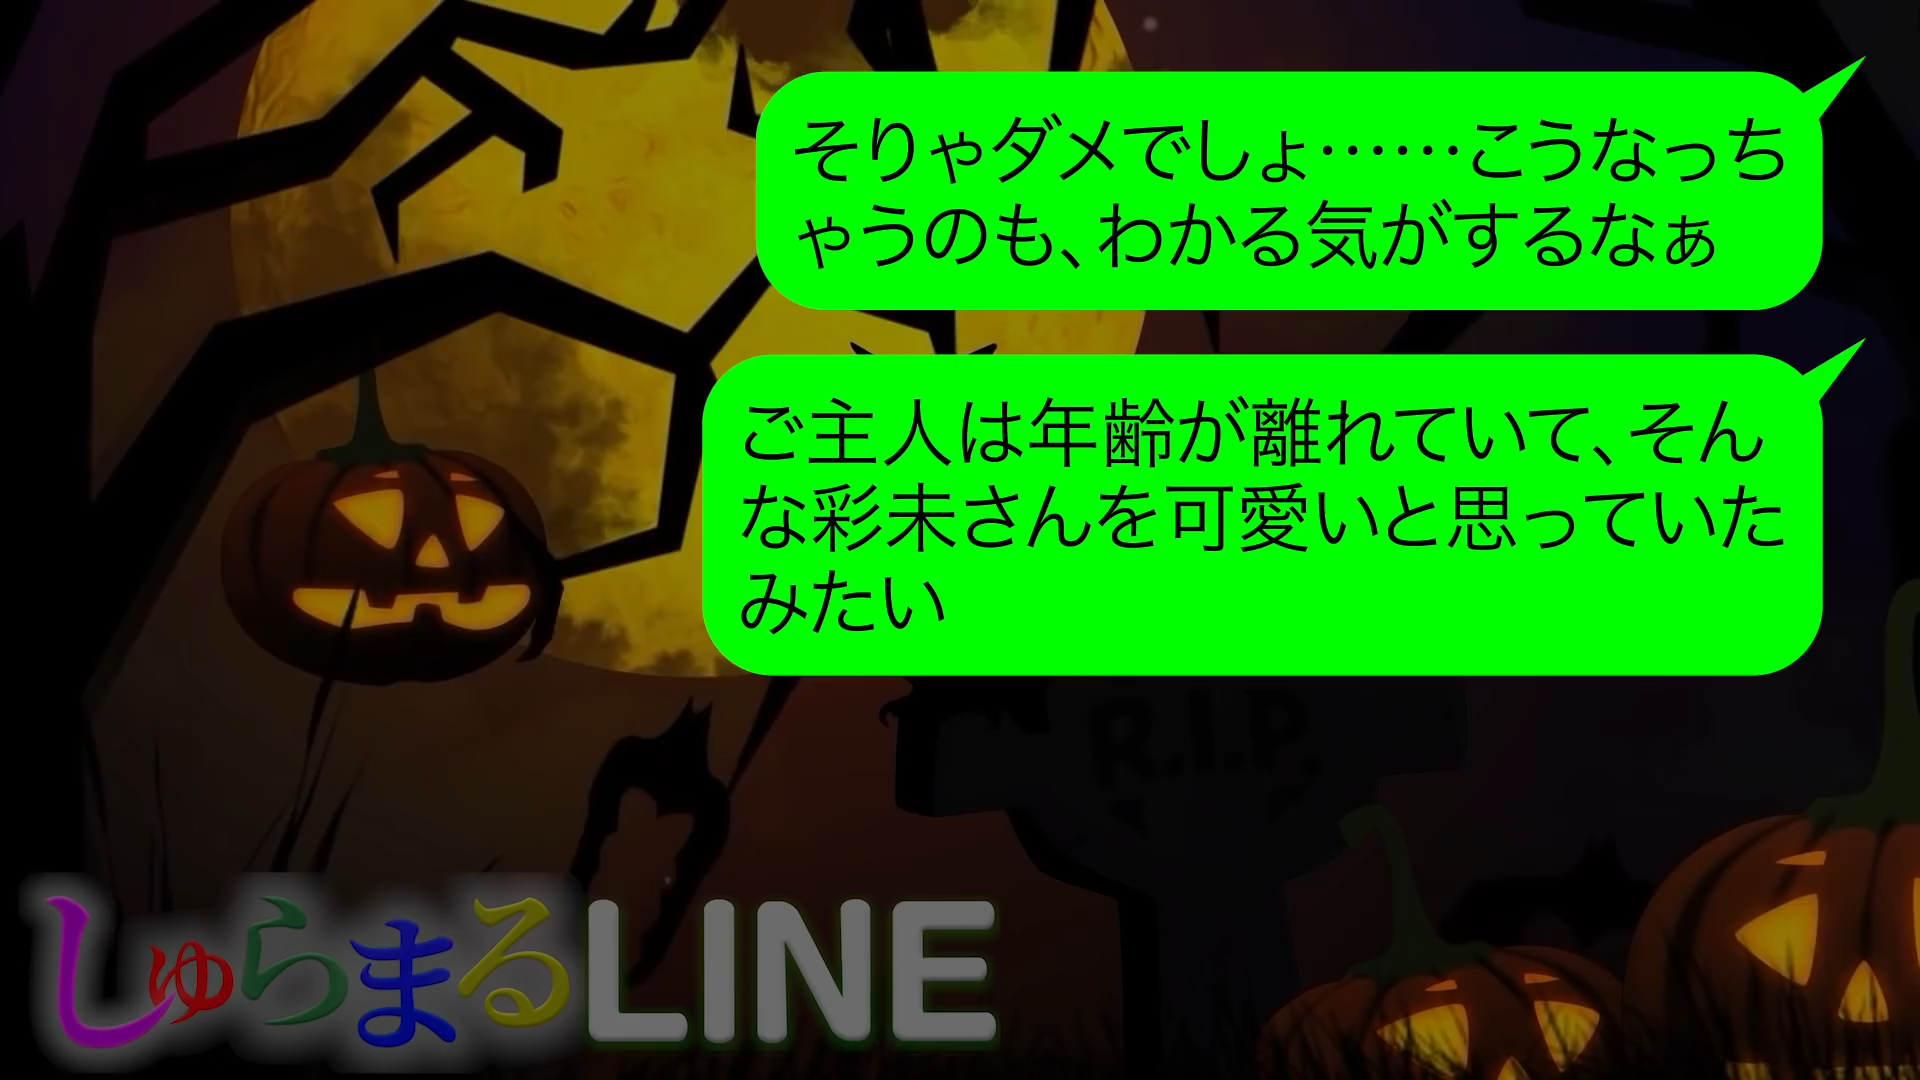 そりゃダメでしょ……こうなっち
ゃうのも、わかる気がするなぁ
ご主人は年齢が離れていて、そん
な彩未さんを可愛いと思っていた
みたい
R.I.P.
しゅらまるLINE